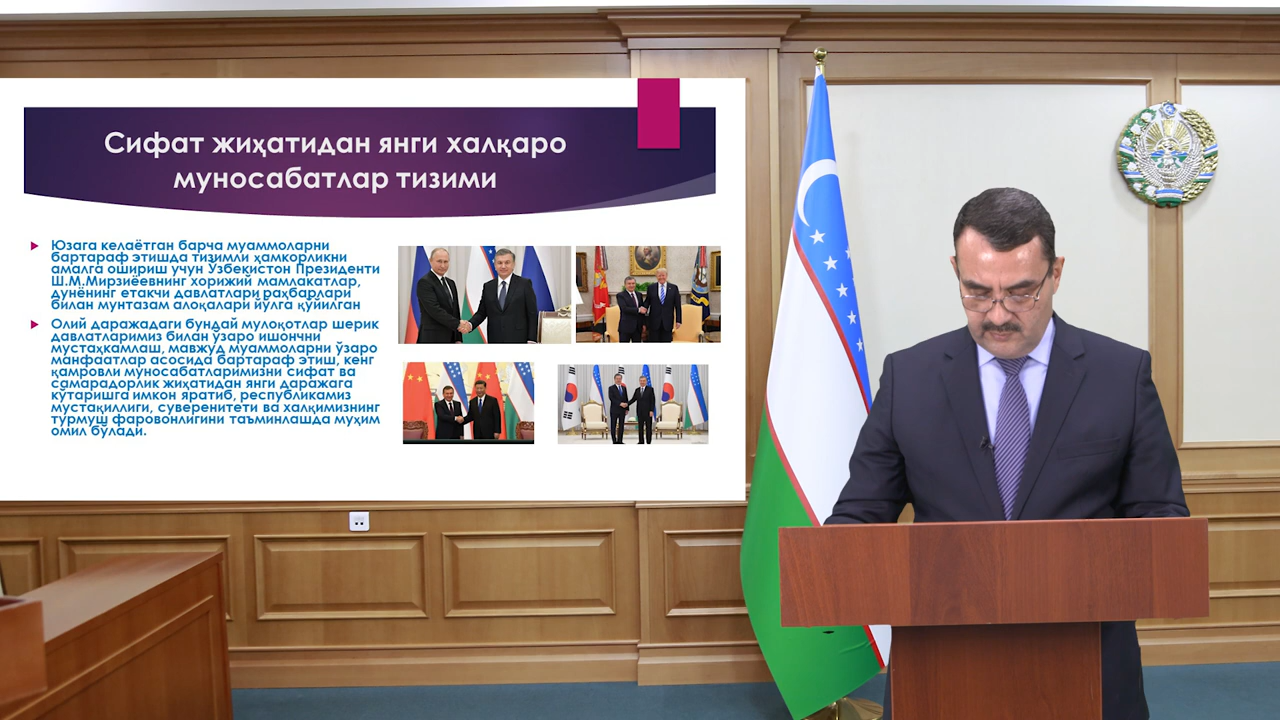 Сифат жиҳатидан янги халқаро
муносабатлар тизими
Юзага келаётган барча муаммоларни
бартараф этишда тизимли ҳамкорликни
амалга ошириш учун Ўзбекистон Президенти
Ш.М.Мирзиёевнинг хорижий мамлакатлар,
дунёнинг етакчи давлатлари раҳбарлари
билан мунтазам алоқалари йўлга қўйилган
Олий даражадаги бундай мулоқотлар шерик
давлатларимиз билан ўзаро ишончни
мустаҳкамлаш, мавжуд муаммоларни ўзаро
манфаатлар асосида бартараф этиш, кенг
қамровли муносабатларимизни сифат ва
самарадорлик жиҳатидан янги даражага
кўтаришга имкон яратиб, республикамиз
мустақиллиги, суверенитети ва халқимизнинг
турмуш фаровонлигини таъминлашда муҳим
омил бўлади.